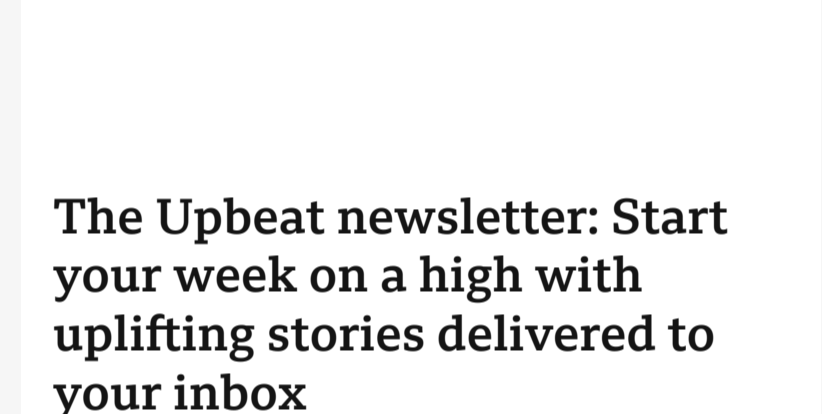 The Upbeat newsletter: Start
your week on a high with
uplifting stories delivered to
your inbox